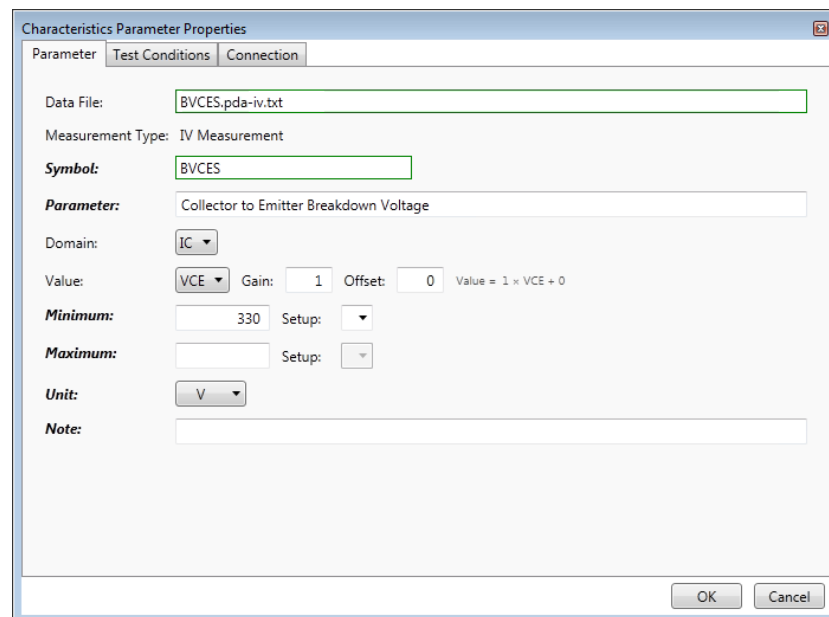 Characteristics Parameter Properties
Parameter Test Conditions Connection
Data File: BVCES.pda-iv.txt
Measurement Type: IV Measurement
Symbol: BVCES
Parameter: Collector to Emitter Breakdown Voltage
Domain: IC
Value: VCE Gain: 1 Offset: 0 Value = 1 × VCE + 0
Minimum: 330 Setup:
Maximum: Setup:
Unit: V
Note:
OK Cancel